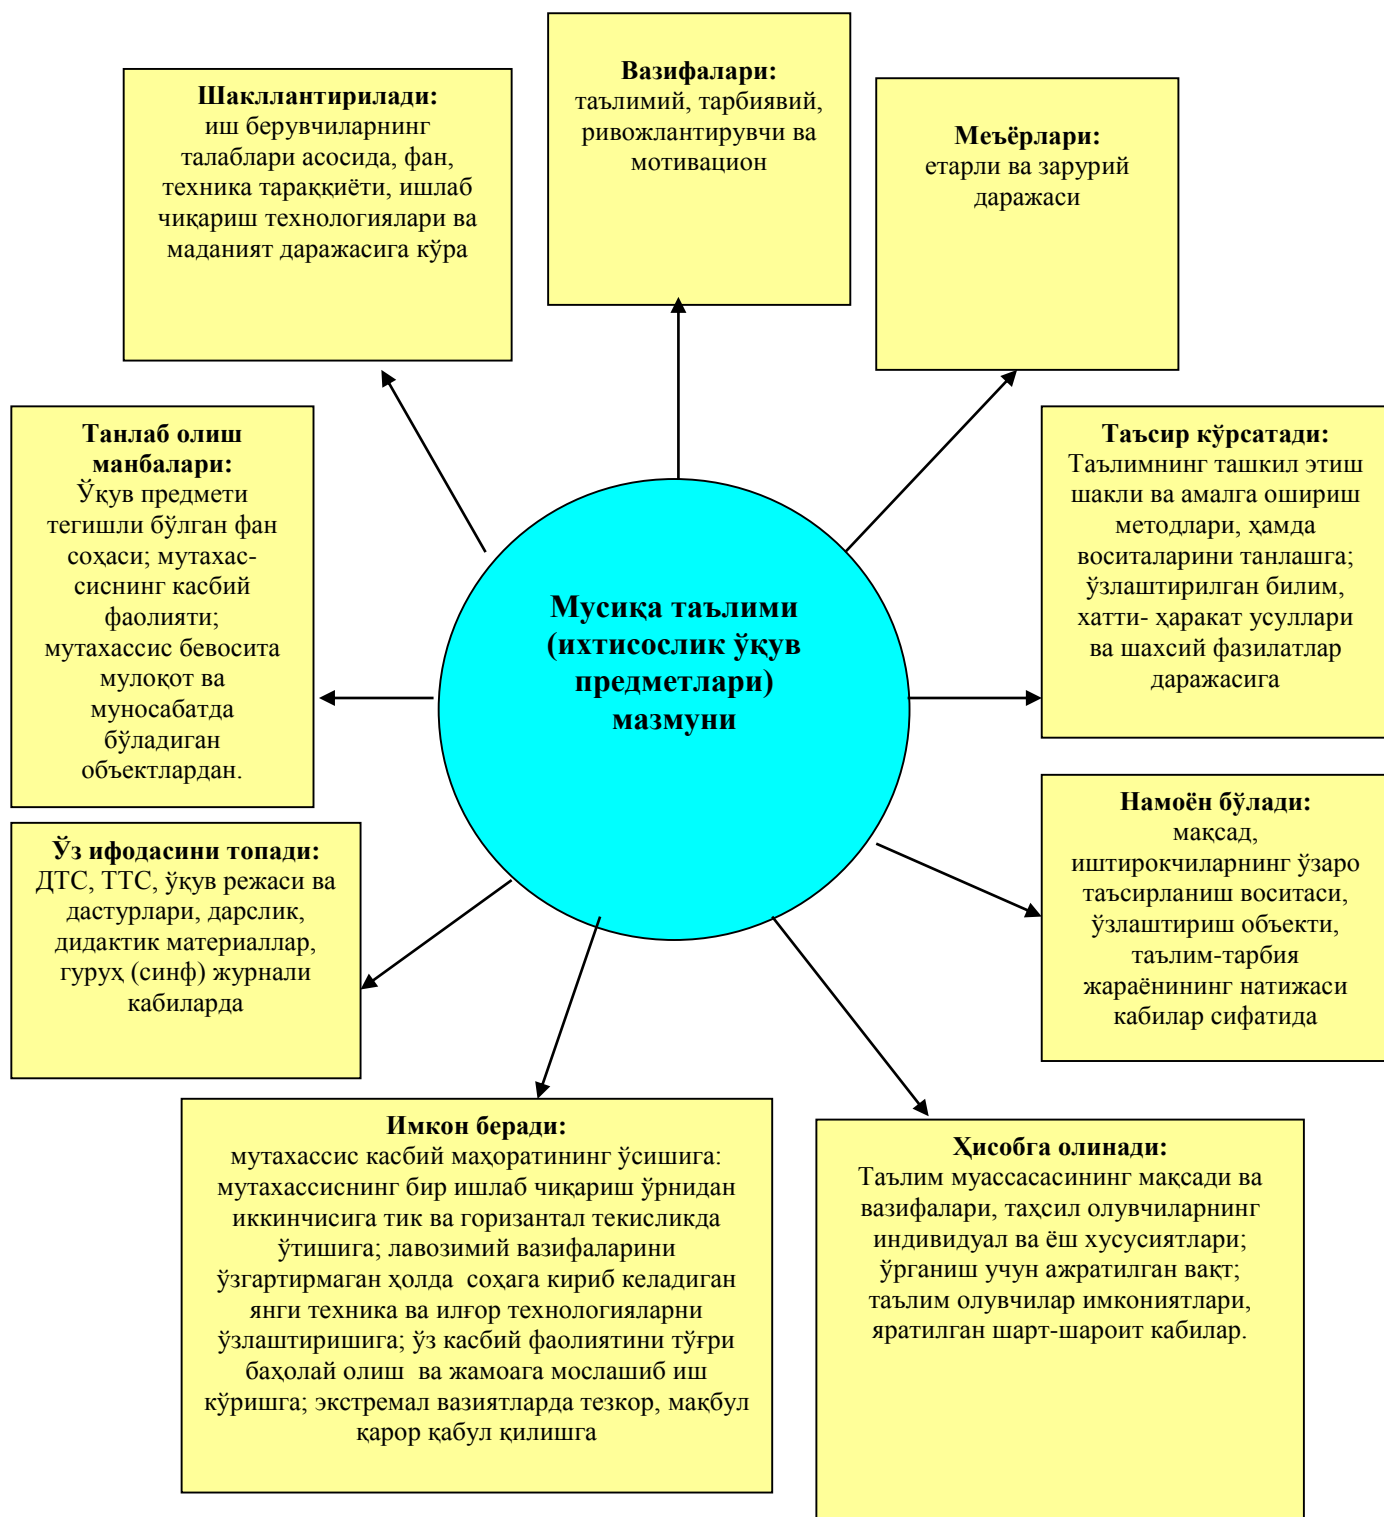 Вазифалари:
таълимий, тарбиявий,
ривожлантирувчи ва
мотивацион
Шакллантирилади:
иш берувчиларнинг
талаблари асосида, фан,
техника тараққиёти, ишлаб
чиқариш технологиялари ва
маданият даражасига кўра
Меъёрлари:
етарли ва зарурий
даражаси
Танлаб олиш
манбалари:
Ўқув предмети
тегишли бўлган фан
соҳаси; мутахас-
сиснинг касбий
фаолияти;
мутахассис бевосита
мулоқот ва
муносабатда
бўладиган
объектлардан.
Таъсир кўрсатади:
Таълимнинг ташкил этиш
шакли ва амалга ошириш
методлари, ҳамда
воситаларини танлашга;
ўзлаштирилган билим,
хатти- ҳаракат усуллари
ва шахсий фазилатлар
даражасига
Мусиқа таълими
(ихтисослик ўқув
предметлари)
мазмуни
Намоён бўлади:
мақсад,
иштирокчиларнинг ўзаро
таъсирланиш воситаси,
ўзлаштириш объекти,
таълим-тарбия
жараёнининг натижаси
кабилар сифатида
Ўз ифодасини топади:
ДТС, ТТС, ўқув режаси ва
дастурлари, дарслик,
дидактик материаллар,
гуруҳ (синф) журнали
кабиларда
Имкон беради:
мутахассис касбий маҳоратининг ўсишига:
мутахассиснинг бир ишлаб чиқариш ўрнидан
иккинчисига тик ва горизантал текисликда
ўтишига; лавозимий вазифаларини
ўзгартирмаган ҳолда соҳага кириб келадиган
янги техника ва илғор технологияларни
ўзлаштиришига; ўз касбий фаолиятини тўғри
баҳолай олиш ва жамоага мослашиб иш
кўришга; экстремал вазиятларда тезкор, мақбул
қарор қабул қилишга
Ҳисобга олинади:
Таълим муассасасининг мақсади ва
вазифалари, таҳсил олувчиларнинг
индивидуал ва ёш хусусиятлари;
ўрганиш учун ажратилган вақт;
таълим олувчилар имкониятлари,
яратилган шарт-шароит кабилар.